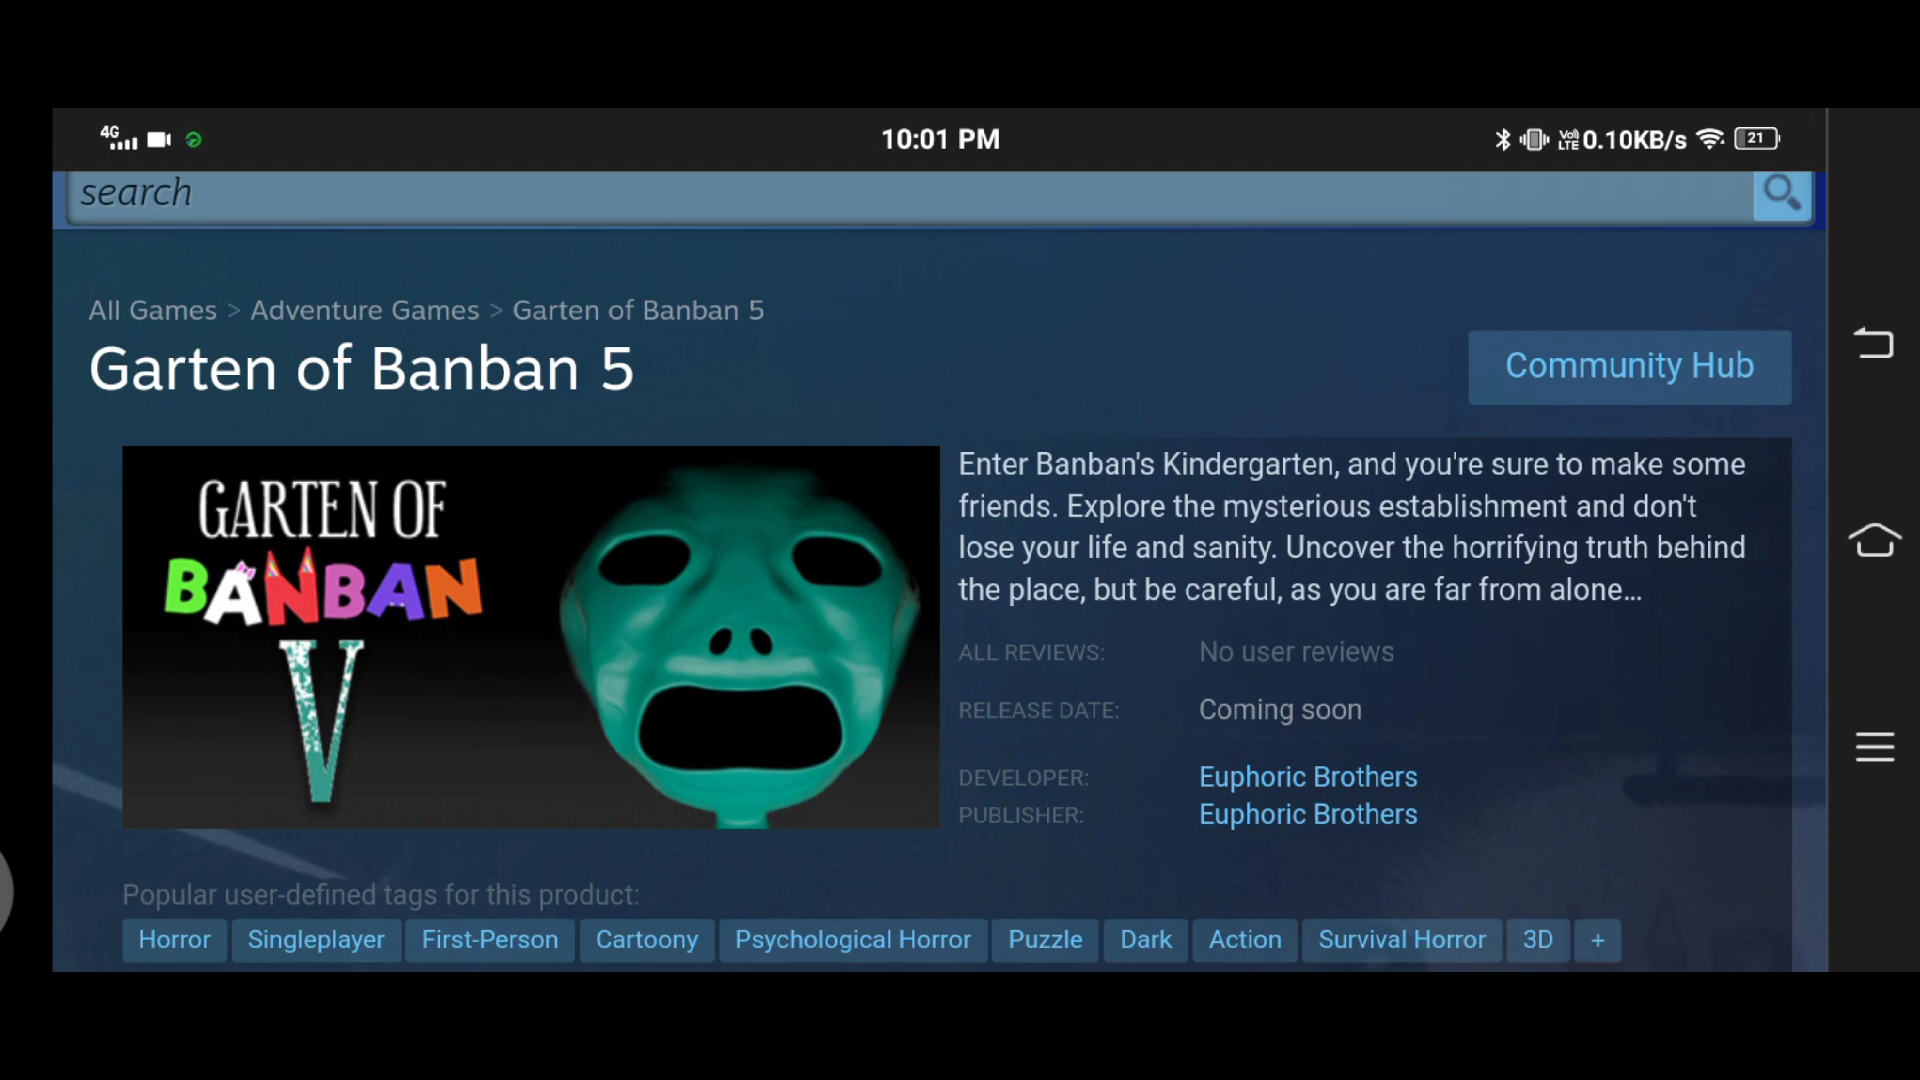 4G 10:01 PM VoI) LTE 0.10KB/s 21
search
All Games > Adventure Games > Garten of Banban 5
Garten of Banban 5
Community Hub
GARTEN OF
BANBAN
V
Enter Banban's Kindergarten, and you're sure to make some
friends. Explore the mysterious establishment and don't
lose your life and sanity. Uncover the horrifying truth behind
the place, but be careful, as you are far from alone...
ALL REVIEWS: No user reviews
RELEASE DATE: Coming soon
DEVELOPER: Euphoric Brothers
PUBLISHER: Euphoric Brothers
Popular user-defined tags for this product:
Horror Singleplayer First-Person Cartoony Psychological Horror Puzzle Dark Action Survival Horror 3D +